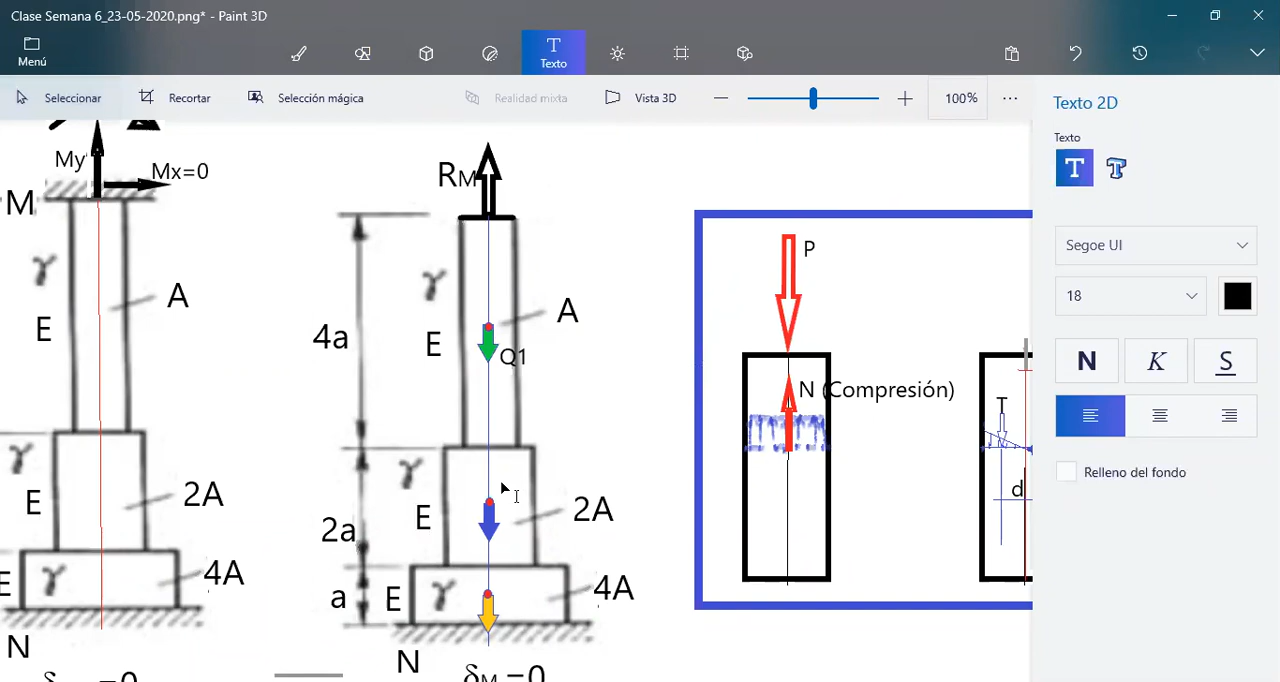 Clase Semana 6_23-05-2020.png* - Paint 3D
Menú
Texto
Seleccionar
Recortar
Selección mágica
Realidad mixta
Vista 3D
100%
My
Mx=0
M
γ
E
A
γ
E
2A
E
γ
4A
N
RM
4a
γ
E
A
Q1
2a
γ
E
2A
a
E
γ
4A
N
δM =0
P
N (Compresión)
T
d
Texto 2D
Texto
T
T
Segoe UI
18
N
K
S
Relleno del fondo